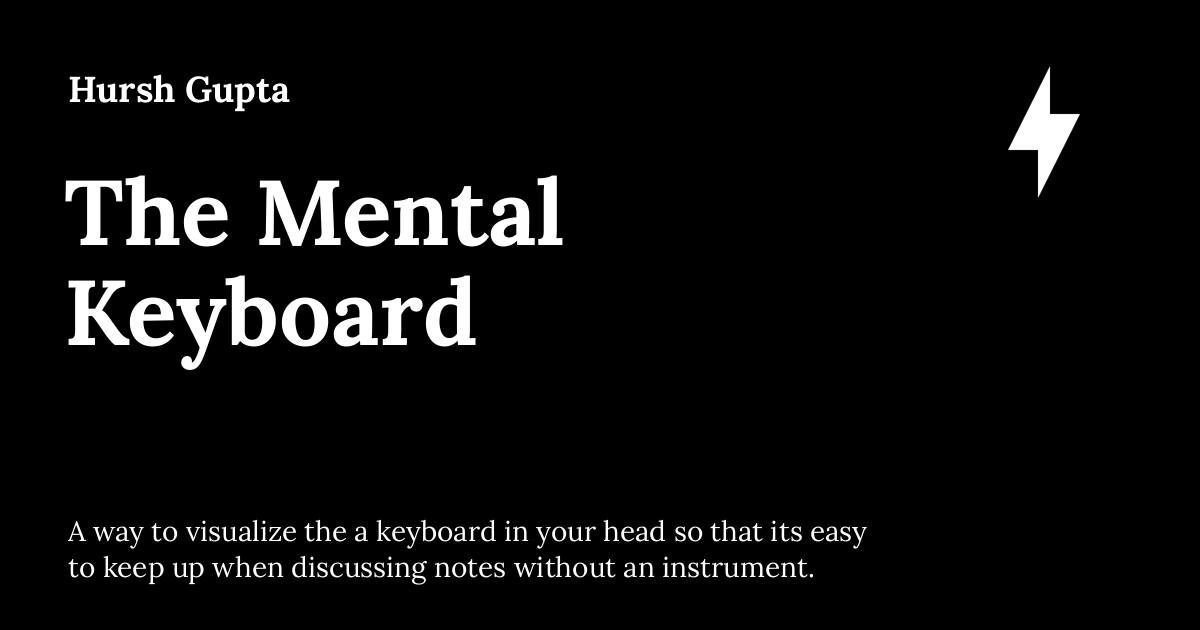 Hursh Gupta
The Mental
Keyboard
A way to visualize the a keyboard in your head so that its easy
to keep up when discussing notes without an instrument.